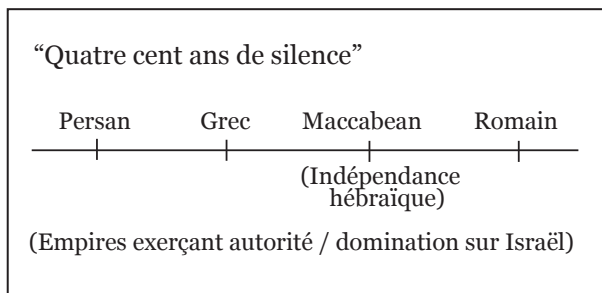 “Quatre cent ans de silence”
Persan Grec Maccabean Romain
(Indépendance
hébraïque)
(Empires exerçant autorité / domination sur Israël)